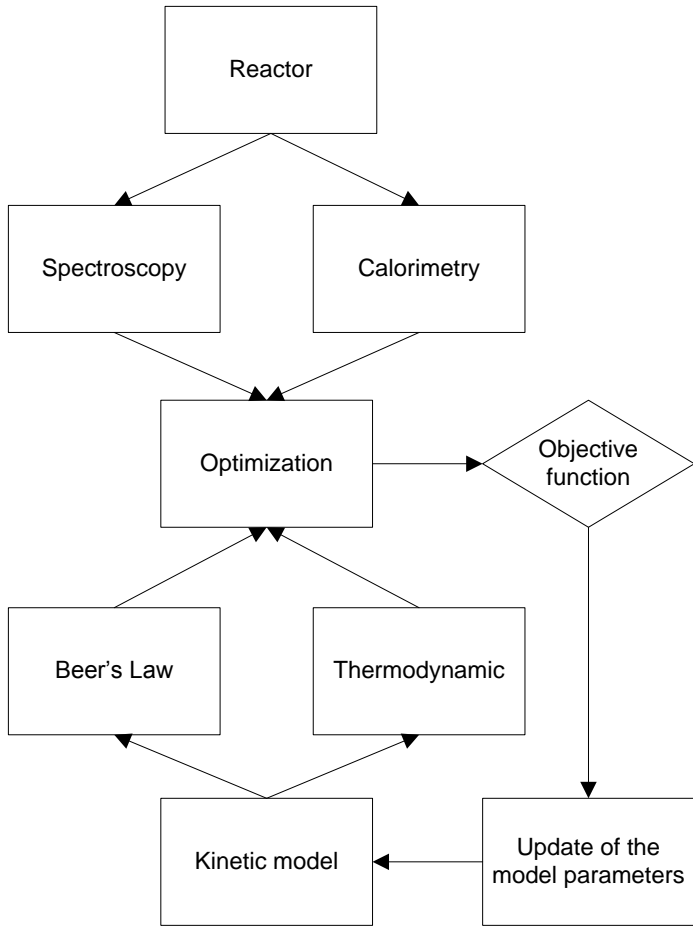 Reactor
Spectroscopy
Calorimetry
Optimization
Objective
function
Beer’s Law
Thermodynamic
Kinetic model
Update of the
model parameters